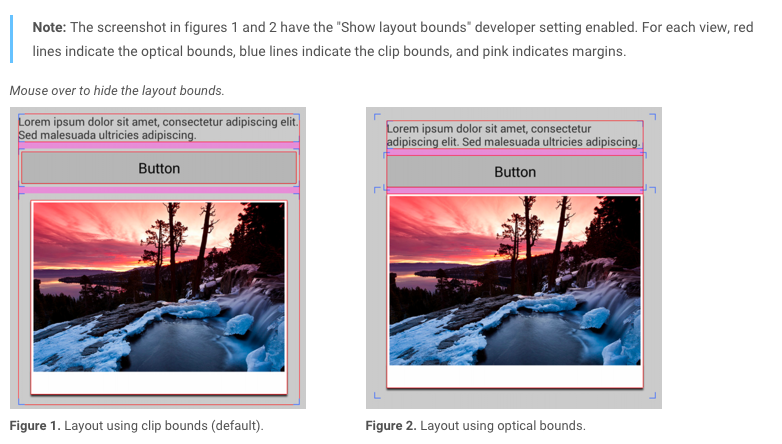 Note: The screenshot in figures 1 and 2 have the "Show layout bounds" developer setting enabled. For each view, red
lines indicate the optical bounds, blue lines indicate the clip bounds, and pink indicates margins.
Mouse over to hide the layout bounds.
Lorem ipsum dolor sit amet, consectetur adipiscing elit.
Sed malesuada ultricies adipiscing.
Button
Figure 1. Layout using clip bounds (default).
Lorem ipsum dolor sit amet, consectetur
adipiscing elit. Sed malesuada ultricies adipiscing.
Button
Figure 2. Layout using optical bounds.